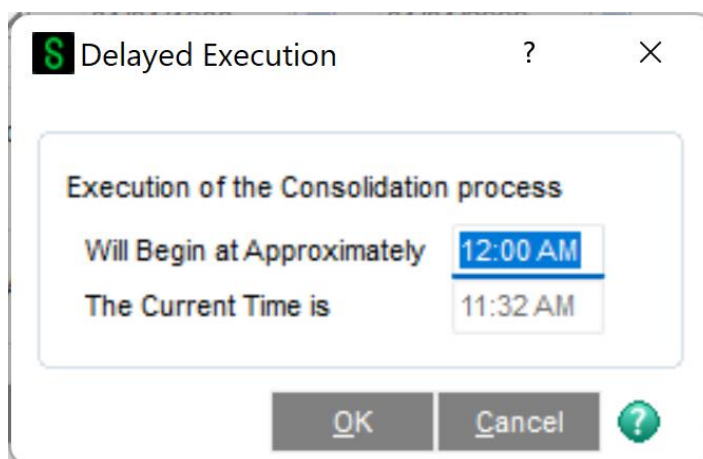 S Delayed Execution ?
Execution of the Consolidation process
Will Begin at Approximately 12:00 AM
The Current Time is 11:32 AM
OK Cancel ?